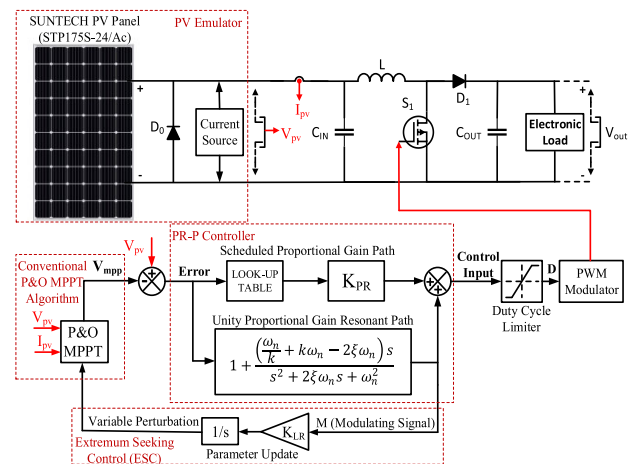 SUNTECH PV Panel
(STP175S-24/Ac)
PV Emulator
+
-
D0
Current
Source
Vpv
Ipv
CIN
L
S1
D1
COUT
Electronic
Load
+
-
Vout
PR-P Controller
Vpv
Conventional
P&O MPPT
Algorithm
Vmpp
Vpv
Ipv
P&O
MPPT
- +
Error
Scheduled Proportional Gain Path
LOOK-UP
TABLE
KPR
+ +
Control
Input
D
Duty Cycle
Limiter
PWM
Modulator
Unity Proportional Gain Resonant Path
1 + ((ωn/k + kωn − 2ξωn) s) / (s² + 2ξωn s + ωn²)
Variable Perturbation
1/s
KLR
M (Modulating Signal)
Parameter Update
Extremum Seeking
Control (ESC)